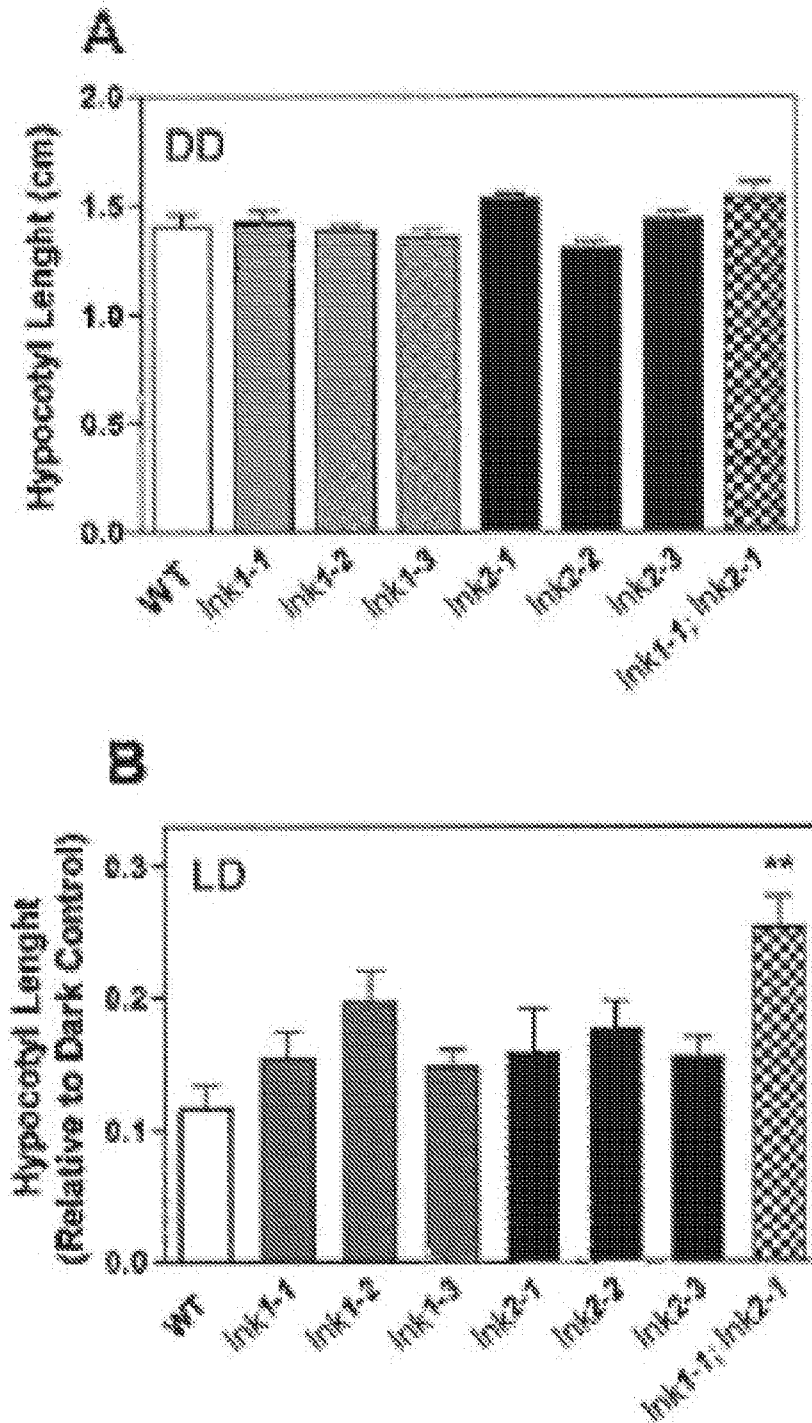 A
Hypocotyl Lenght (cm)
2.0
1.5
1.0
0.5
0.0
DD
WT
lnk1-1
lnk1-2
lnk1-3
lnk2-1
lnk2-2
lnk2-3
lnk1-1; lnk2-1
B
Hypocotyl Lenght
(Relative to Dark Control)
0.3
0.2
0.1
0.0
LD
**
WT
lnk1-1
lnk1-2
lnk1-3
lnk2-1
lnk2-2
lnk2-3
lnk1-1; lnk2-1